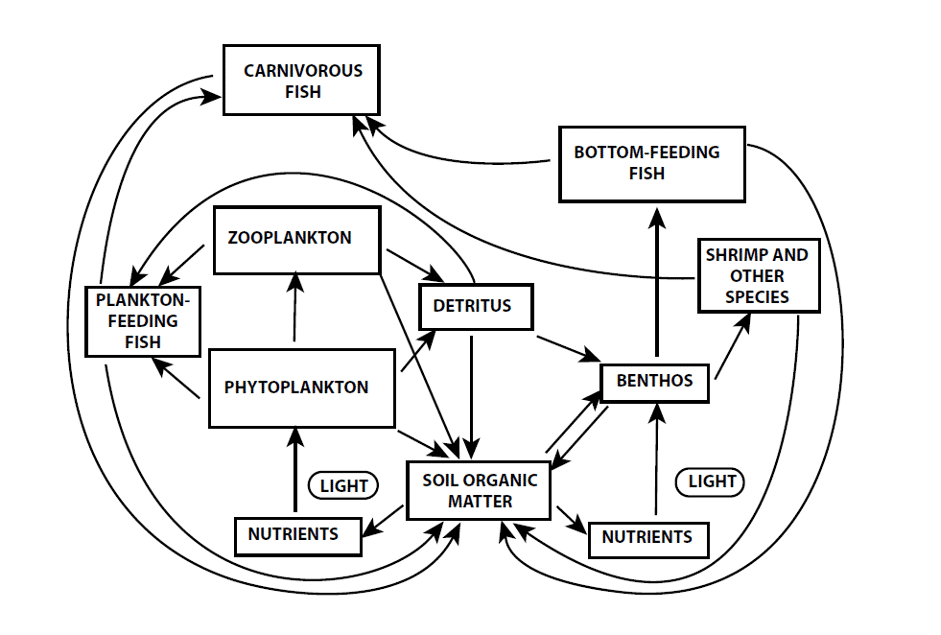 CARNIVOROUS
FISH
BOTTOM-FEEDING
FISH
ZOOPLANKTON
SHRIMP AND
OTHER
SPECIES
PLANKTON-
FEEDING
FISH
DETRITUS
PHYTOPLANKTON
BENTHOS
SOIL ORGANIC
MATTER
LIGHT
LIGHT
NUTRIENTS
NUTRIENTS